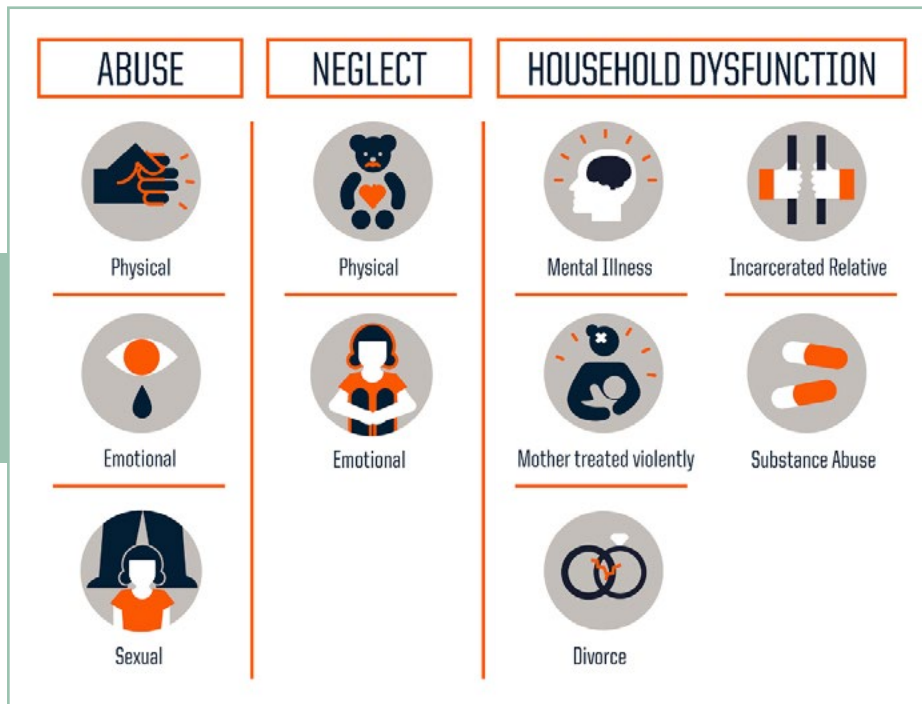 ABUSE
NEGLECT
HOUSEHOLD DYSFUNCTION
Physical
Emotional
Sexual
Physical
Emotional
Mental Illness
Incarcerated Relative
Mother treated violently
Substance Abuse
Divorce